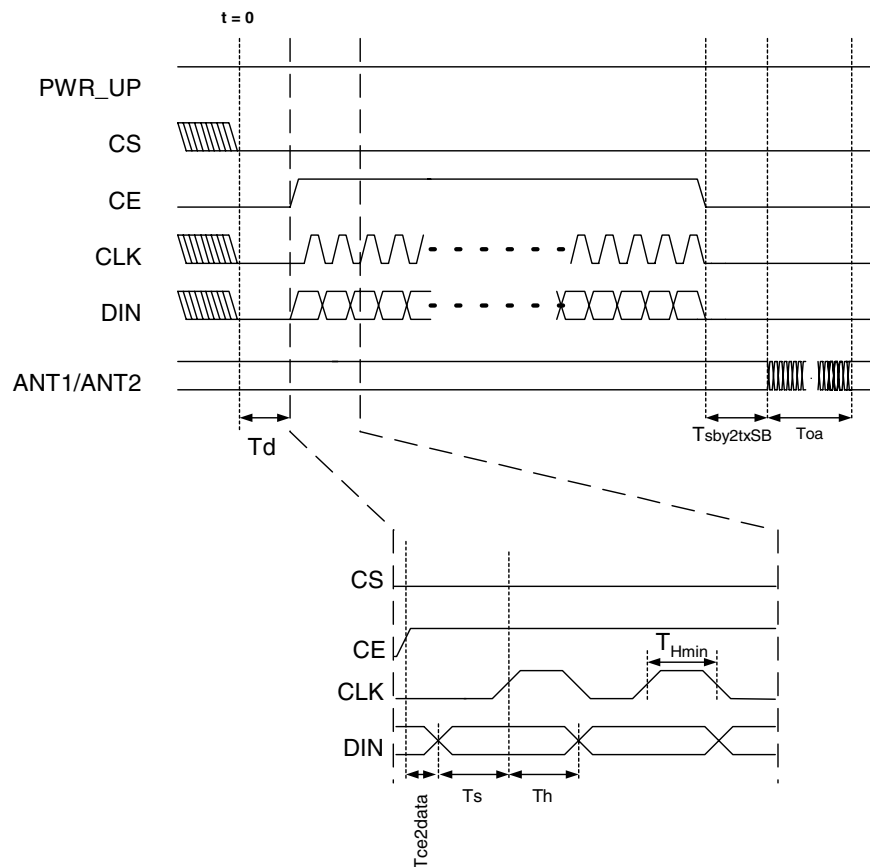 t = 0
PWR_UP
CS
CE
CLK
DIN
ANT1/ANT2
Td
Tsby2txSB
Toa
CS
CE
THmin
CLK
DIN
Ts
Th
Tce2data